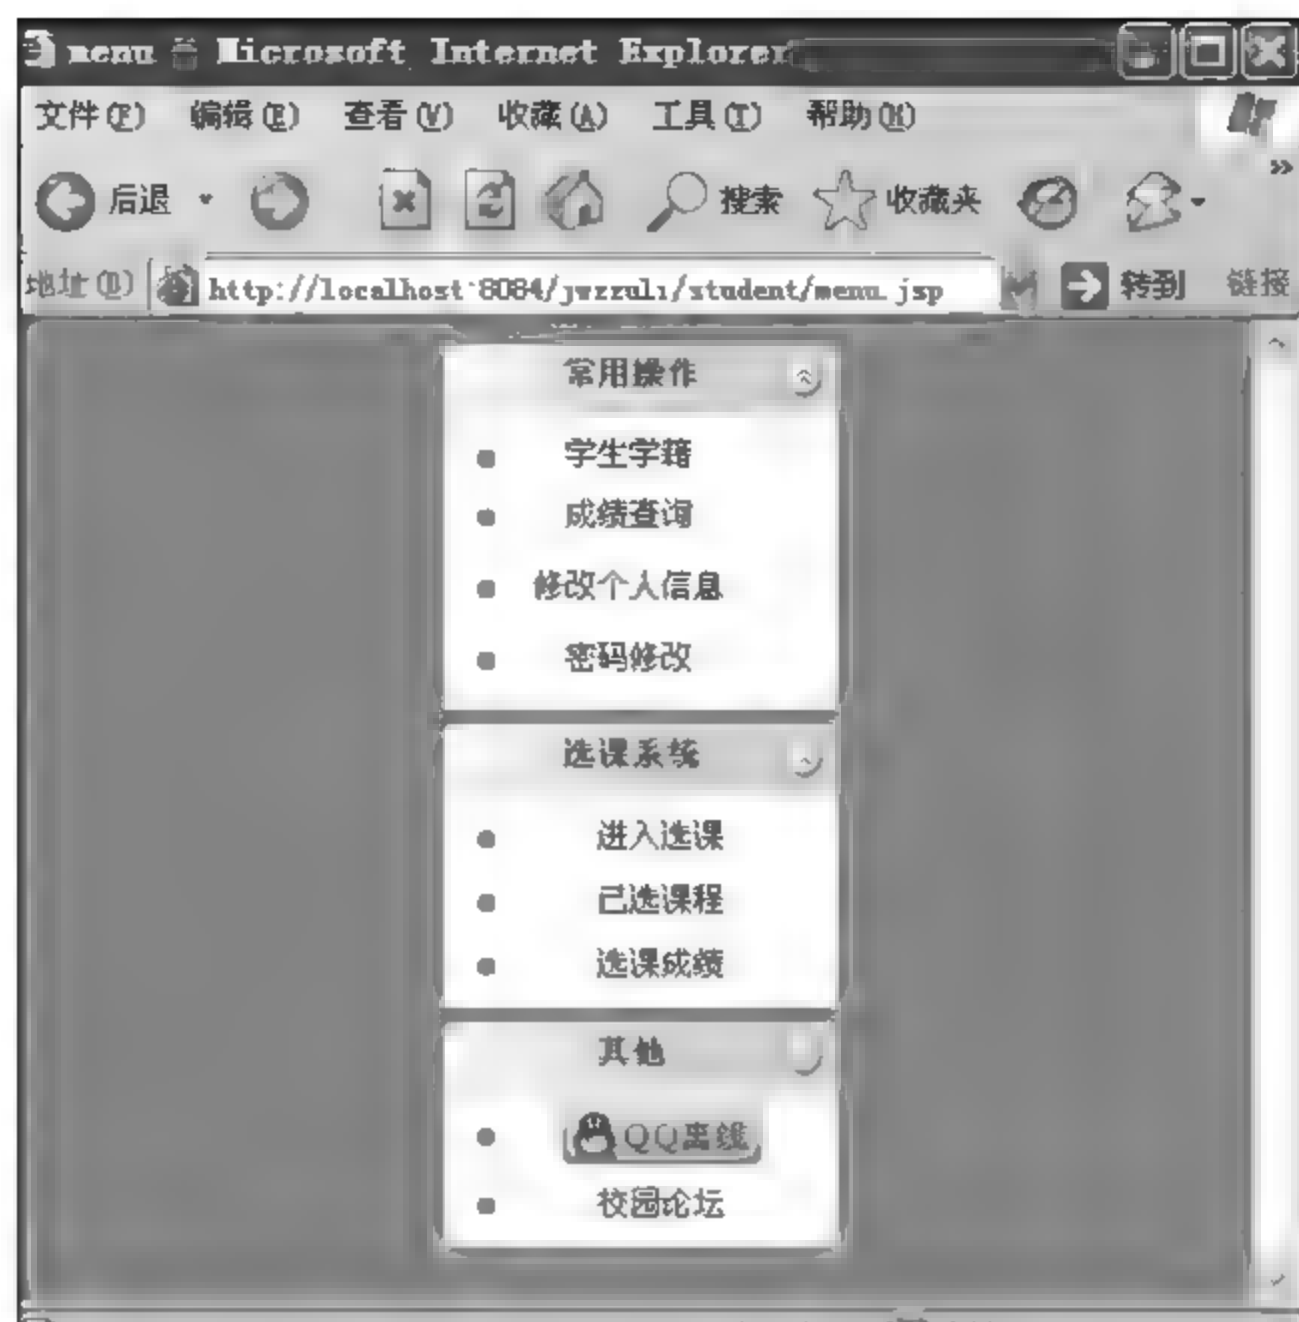 menu - Microsoft Internet Explorer
文件(F) 编辑(E) 查看(V) 收藏(A) 工具(T) 帮助(H)
后退 搜索 收藏夹 »
地址(D) http://localhost:8084/jwzzuli/student/menu.jsp 转到 链接
常用操作
学生学籍
成绩查询
修改个人信息
密码修改
选课系统
进入选课
已选课程
选课成绩
其他
QQ离线
校园论坛